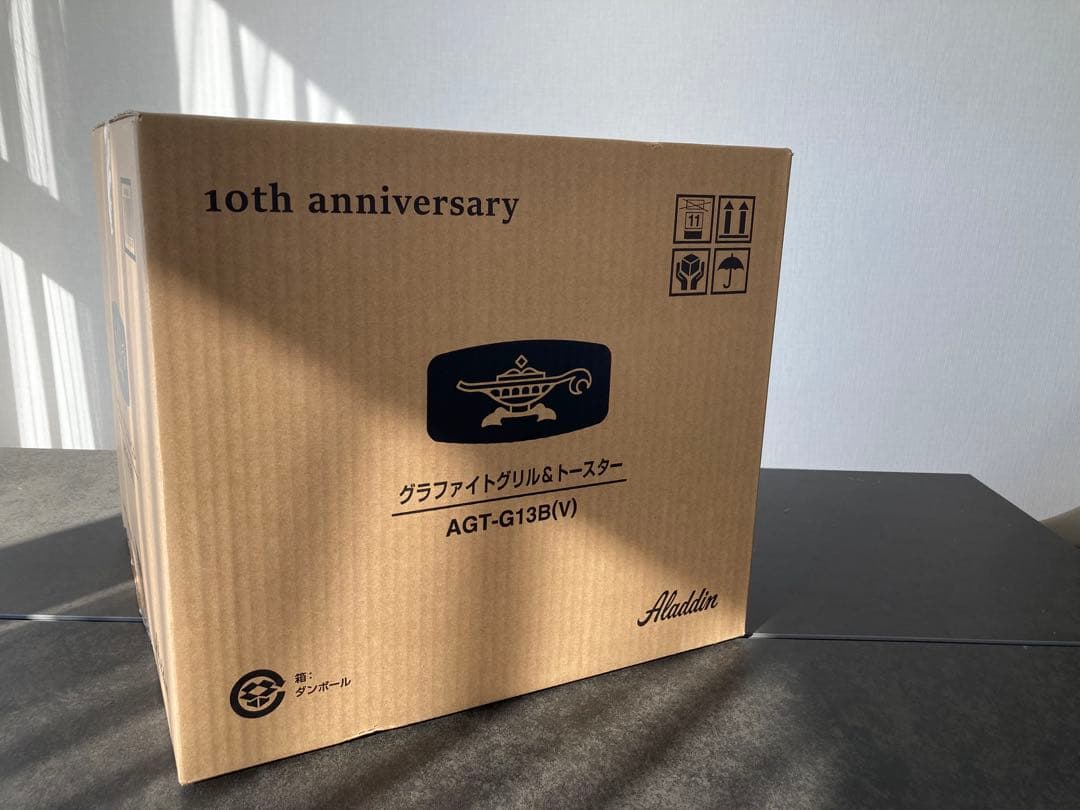 10th anniversary
11
グラファイトグリル&トースター
AGT-G13B(V)
Aladdin
箱:
ダンボール